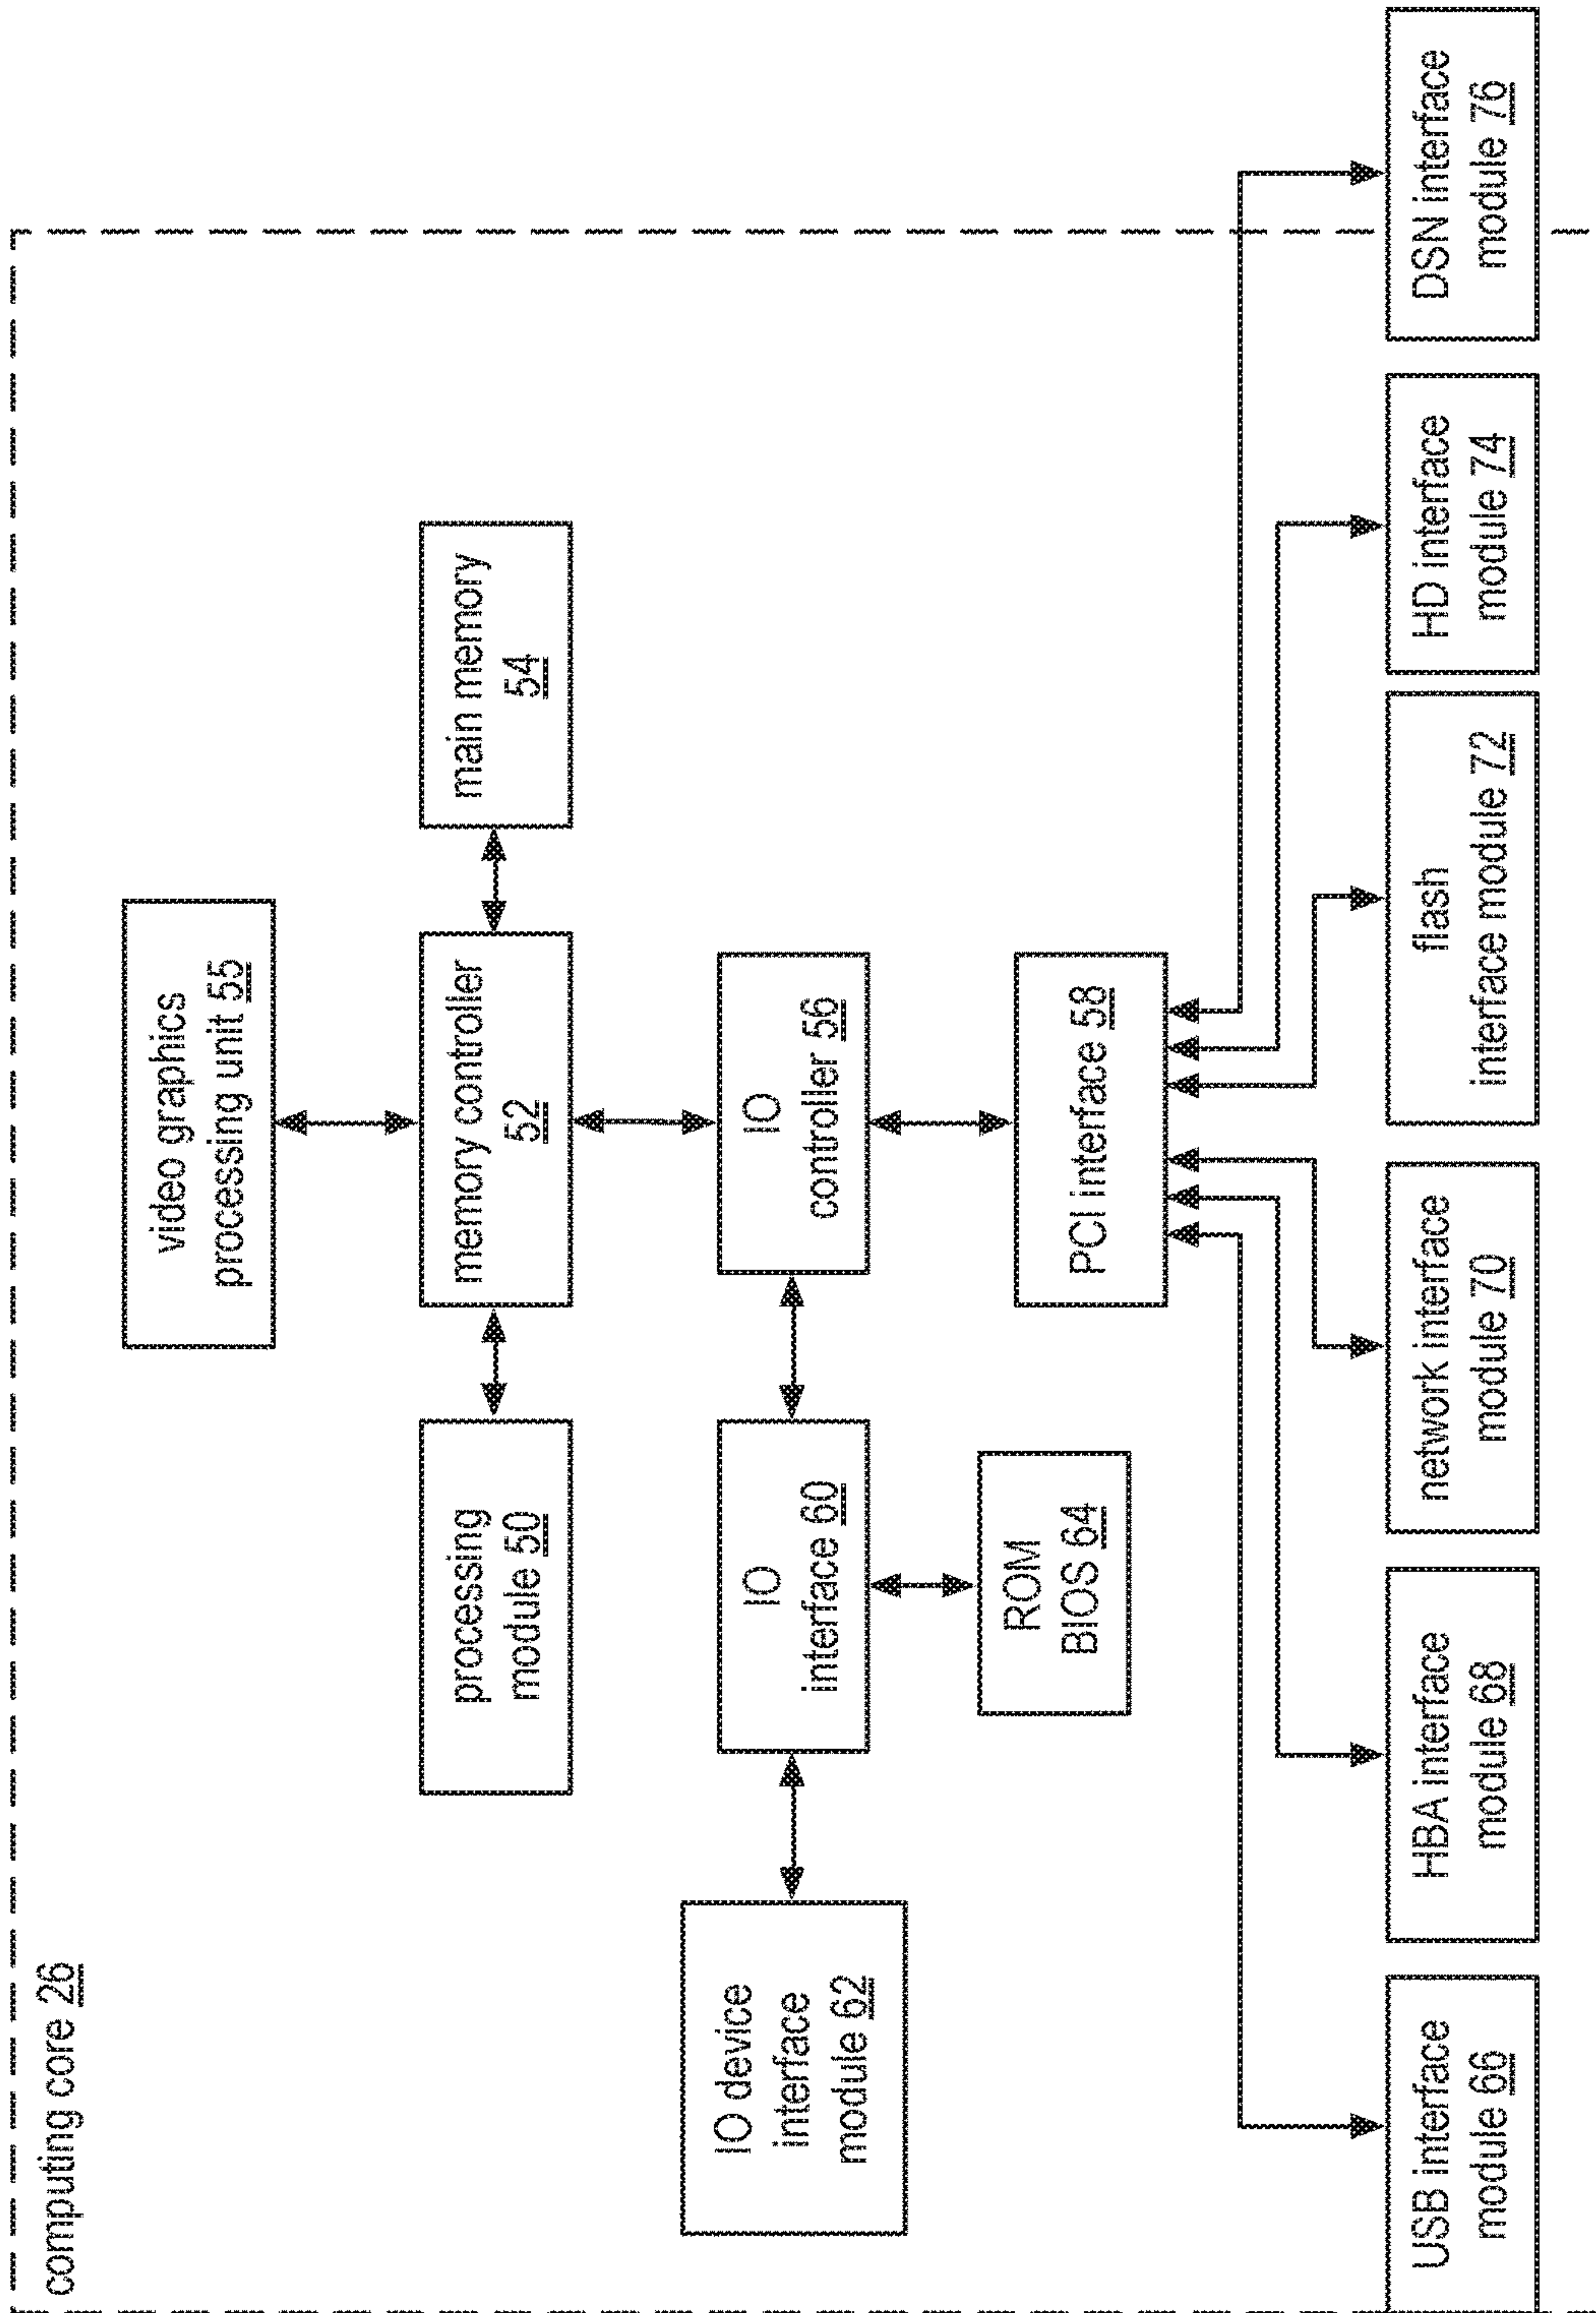 computing core 26
video graphics
processing unit 55
processing
module 50
memory controller
52
main memory
54
IO device
interface
module 62
IO
interface 60
IO
controller 56
ROM
BIOS 64
PCI interface 58
USB interface
module 66
HBA interface
module 68
network interface
module 70
flash
interface module 72
HD interface
module 74
DSN interface
module 76